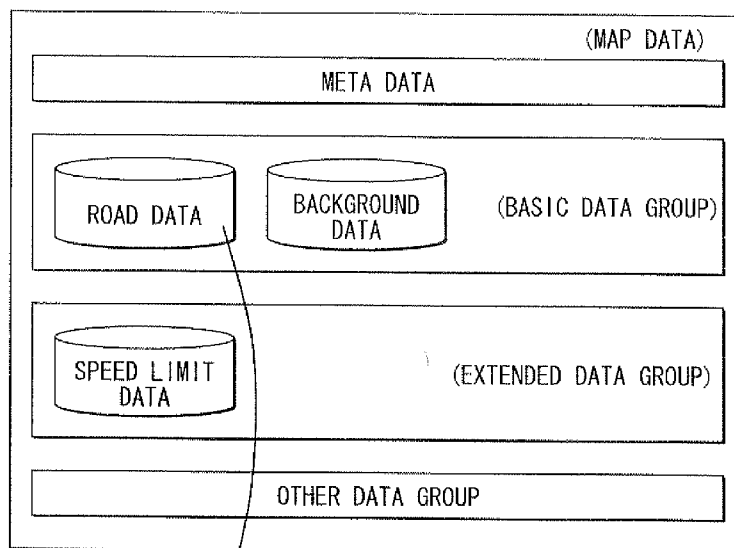 (MAP DATA)
META DATA
ROAD DATA
BACKGROUND
DATA
(BASIC DATA GROUP)
SPEED LIMIT
DATA
(EXTENDED DATA GROUP)
OTHER DATA GROUP